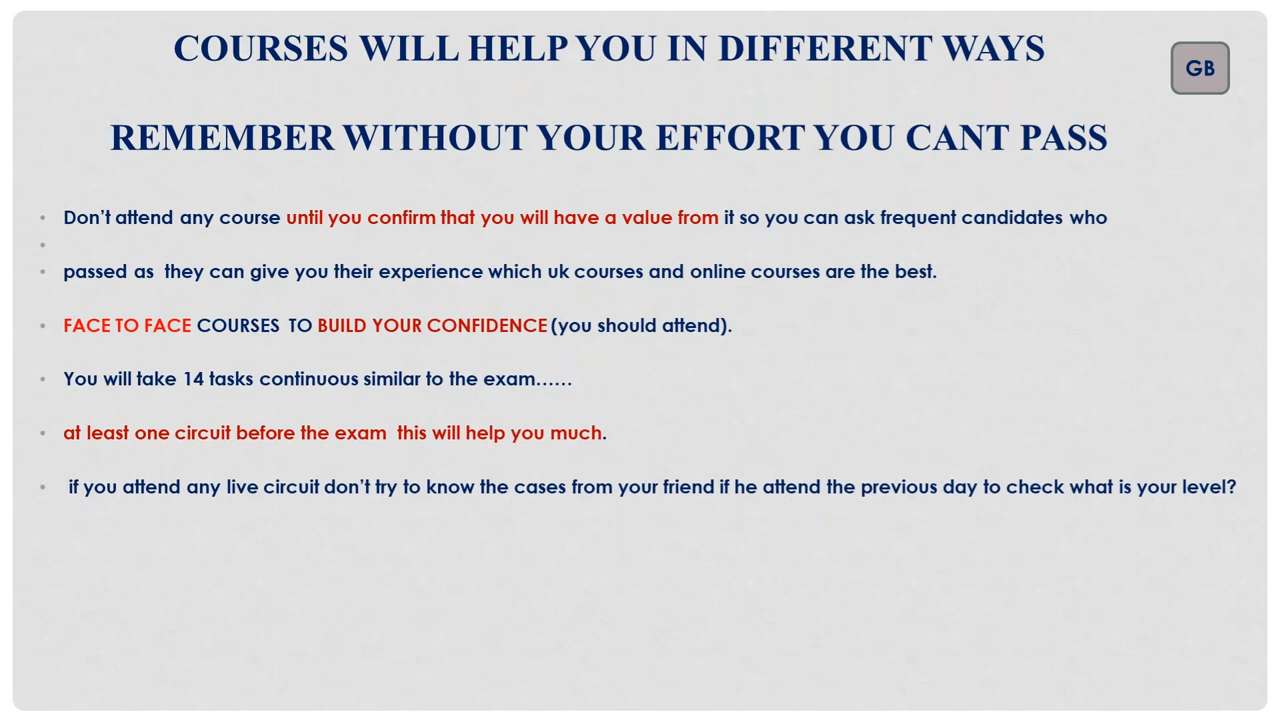 COURSES WILL HELP YOU IN DIFFERENT WAYS
GB
REMEMBER WITHOUT YOUR EFFORT YOU CANT PASS
• Don't attend any course until you confirm that you will have a value from it so you can ask frequent candidates who
•
• passed as they can give you their experience which uk courses and online courses are the best.
• FACE TO FACE COURSES TO BUILD YOUR CONFIDENCE (you should attend).
• You will take 14 tasks continuous similar to the exam……
• at least one circuit before the exam this will help you much.
• if you attend any live circuit don't try to know the cases from your friend if he attend the previous day to check what is your level?